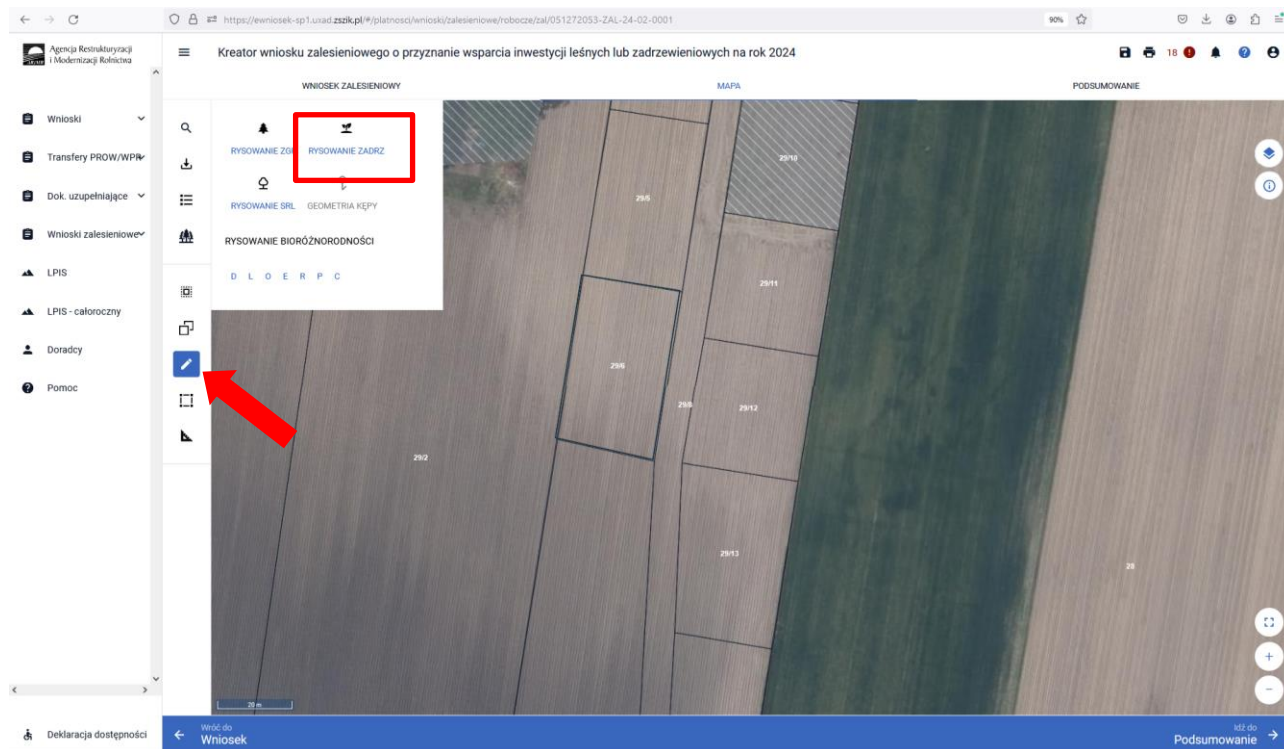 https://ewniosek-sp1.uxad.zszik.pl/#/platnosci/wnioski/zalesieniowe/robocze/zal/051272053-ZAL-24-02-0001
90%
Agencja Restrukturyzacji
i Modernizacji Rolnictwa
Kreator wniosku zalesieniowego o przyznanie wsparcia inwestycji leśnych lub zadrzewieniowych na rok 2024
18
WNIOSEK ZALESIENIOWY
MAPA
PODSUMOWANIE
Wnioski
Transfery PROW/WPR
Dok. uzupełniające
Wnioski zalesieniowe
LPIS
LPIS - całoroczny
Doradcy
Pomoc
RYSOWANIE ZGI
RYSOWANIE ZADRZ
RYSOWANIE SRL
GEOMETRIA KĘPY
RYSOWANIE BIORÓŻNORODNOŚCI
D L O E R P C
29/10
29/5
29/11
29/6
29/8
29/12
29/2
29/13
28
20 m
Deklaracja dostępności
Wróć do
Wniosek
Idź do
Podsumowanie